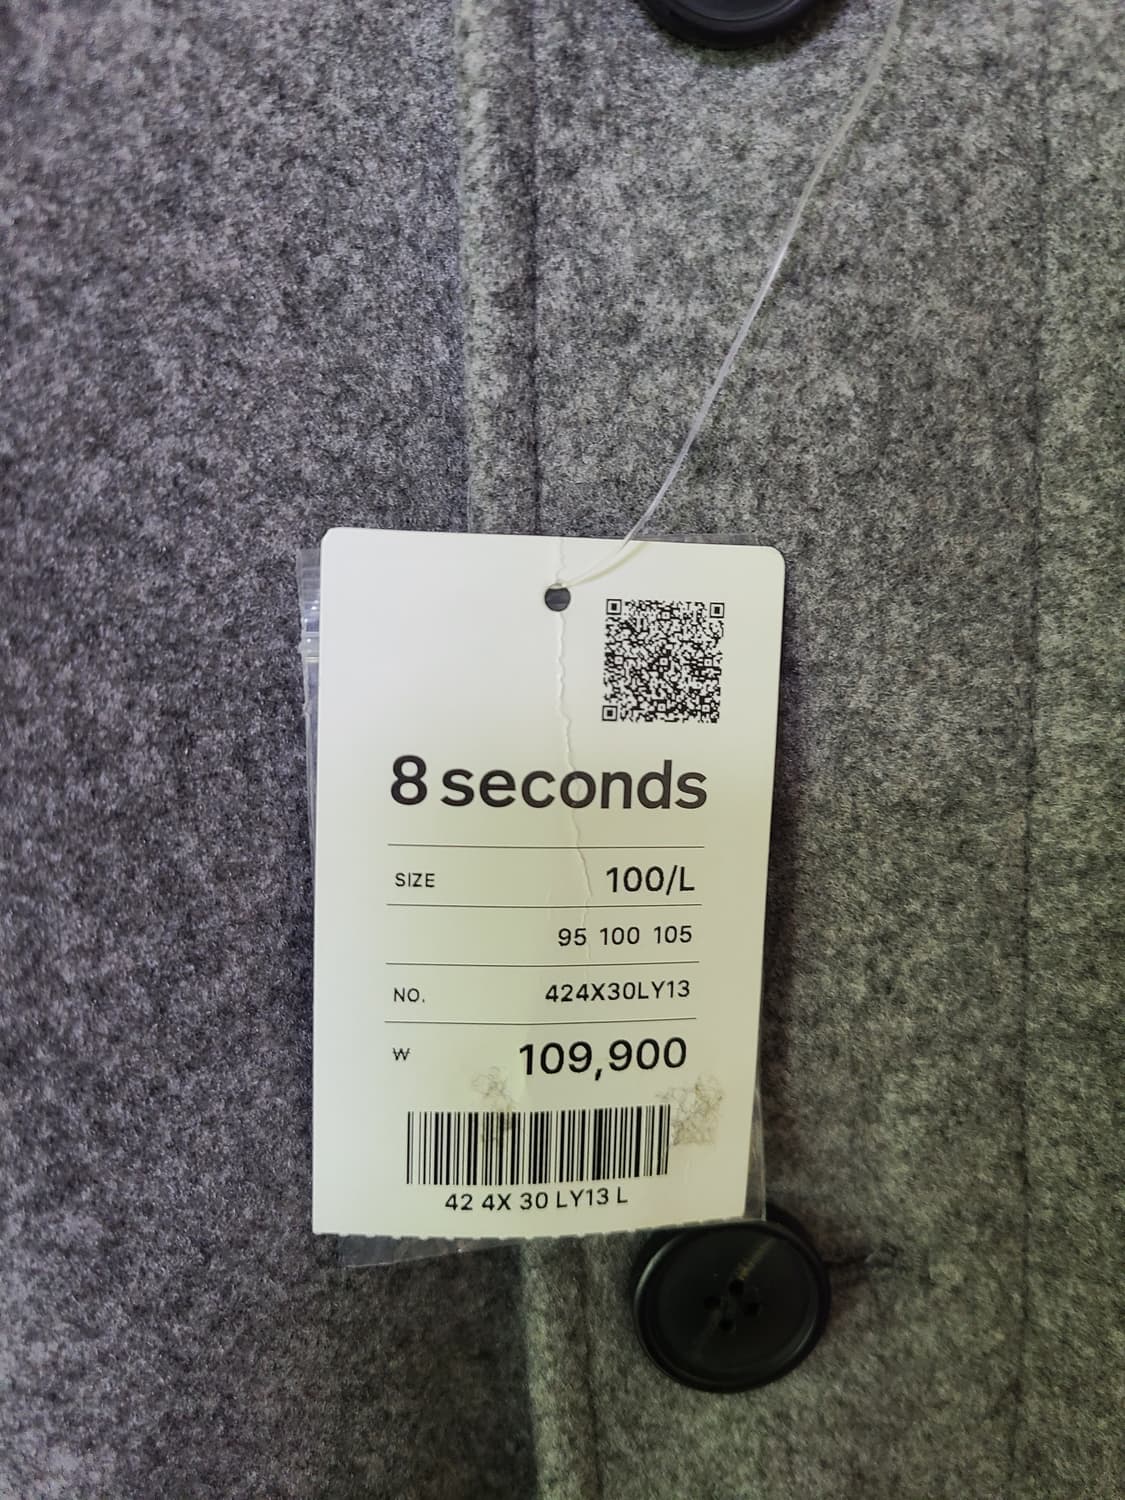 8 seconds
SIZE 100/L
95 100 105
NO. 424X30LY13
₩ 109,900
42 4X 30 LY13 L